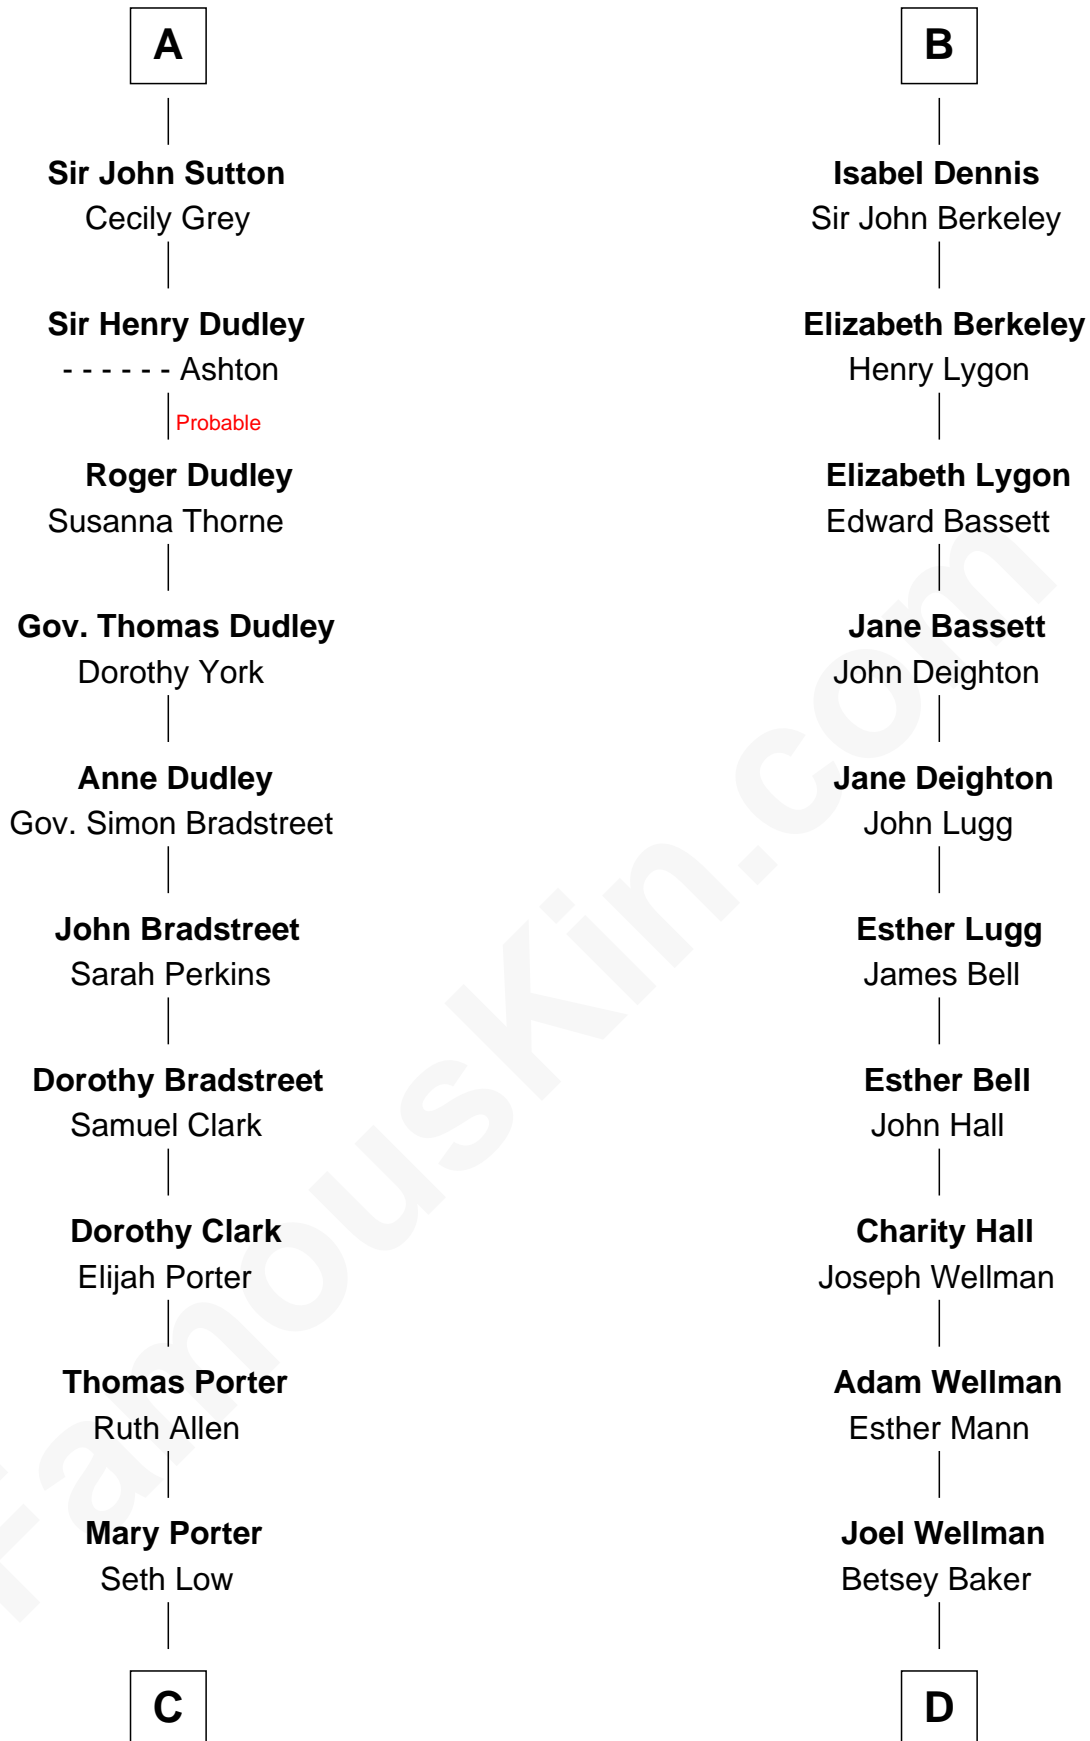 A
Sir John Sutton
Cecily Grey
Sir Henry Dudley
- - - - - - Ashton
Probable
Roger Dudley
Susanna Thorne
Gov. Thomas Dudley
Dorothy York
Anne Dudley
Gov. Simon Bradstreet
John Bradstreet
Sarah Perkins
Dorothy Bradstreet
Samuel Clark
Dorothy Clark
Elijah Porter
Thomas Porter
Ruth Allen
Mary Porter
Seth Low
C
B
Isabel Dennis
Sir John Berkeley
Elizabeth Berkeley
Henry Lygon
Elizabeth Lygon
Edward Bassett
Jane Bassett
John Deighton
Jane Deighton
John Lugg
Esther Lugg
James Bell
Esther Bell
John Hall
Charity Hall
Joseph Wellman
Adam Wellman
Esther Mann
Joel Wellman
Betsey Baker
D
FamousKin.com